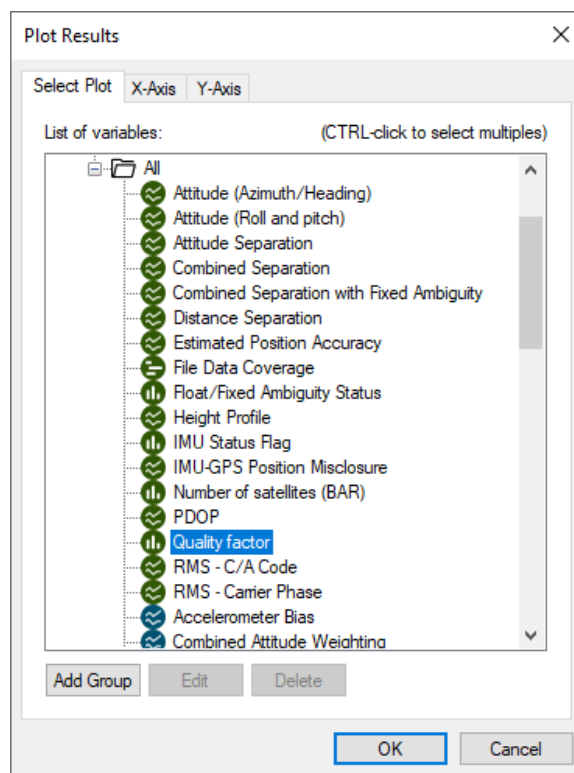 Plot Results
Select Plot X-Axis Y-Axis
List of variables: (CTRL-click to select multiples)
All
Attitude (Azimuth/Heading)
Attitude (Roll and pitch)
Attitude Separation
Combined Separation
Combined Separation with Fixed Ambiguity
Distance Separation
Estimated Position Accuracy
File Data Coverage
Float/Fixed Ambiguity Status
Height Profile
IMU Status Flag
IMU-GPS Position Misclosure
Number of satellites (BAR)
PDOP
Quality factor
RMS - C/A Code
RMS - Carrier Phase
Accelerometer Bias
Combined Attitude Weighting
Add Group Edit Delete
OK Cancel